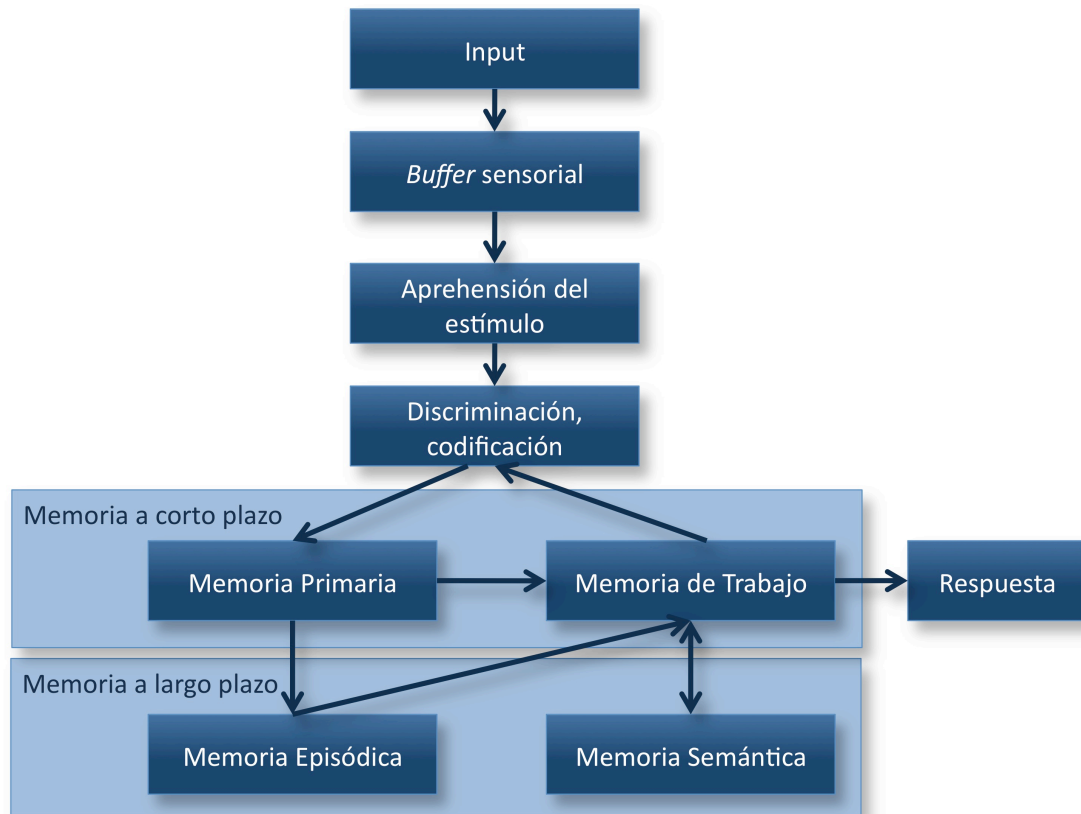 Input
Buffer sensorial
Aprehensión del
estímulo
Discriminación,
codificación
Memoria a corto plazo
Memoria Primaria
Memoria de Trabajo
Respuesta
Memoria a largo plazo
Memoria Episódica
Memoria Semántica